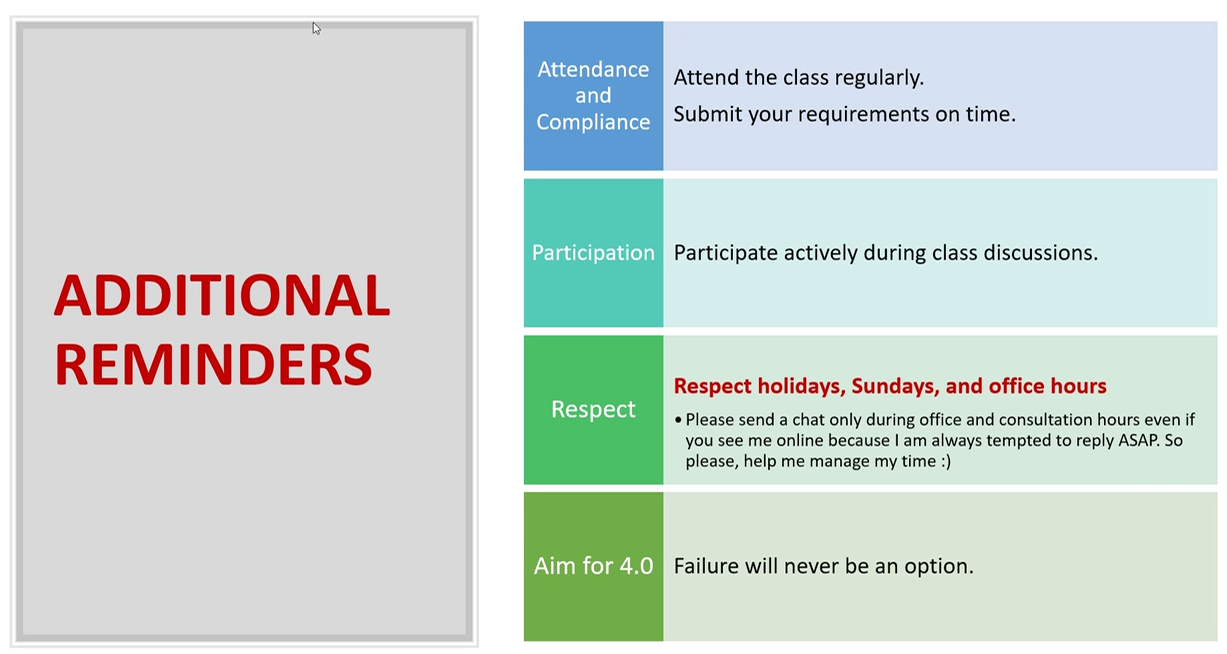 ADDITIONAL
REMINDERS
Attendance
and
Compliance
Attend the class regularly.
Submit your requirements on time.
Participation
Participate actively during class discussions.
Respect
Respect holidays, Sundays, and office hours
• Please send a chat only during office and consultation hours even if
you see me online because I am always tempted to reply ASAP. So
please, help me manage my time :)
Aim for 4.0
Failure will never be an option.